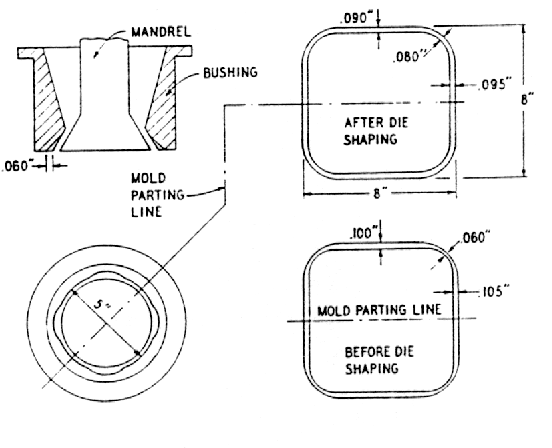 MANDREL
BUSHING
.060"
MOLD
PARTING
LINE
5"
.090"
.080"
.095"
8"
AFTER DIE
SHAPING
8"
.100"
.060"
.105"
MOLD PARTING LINE
BEFORE DIE
SHAPING